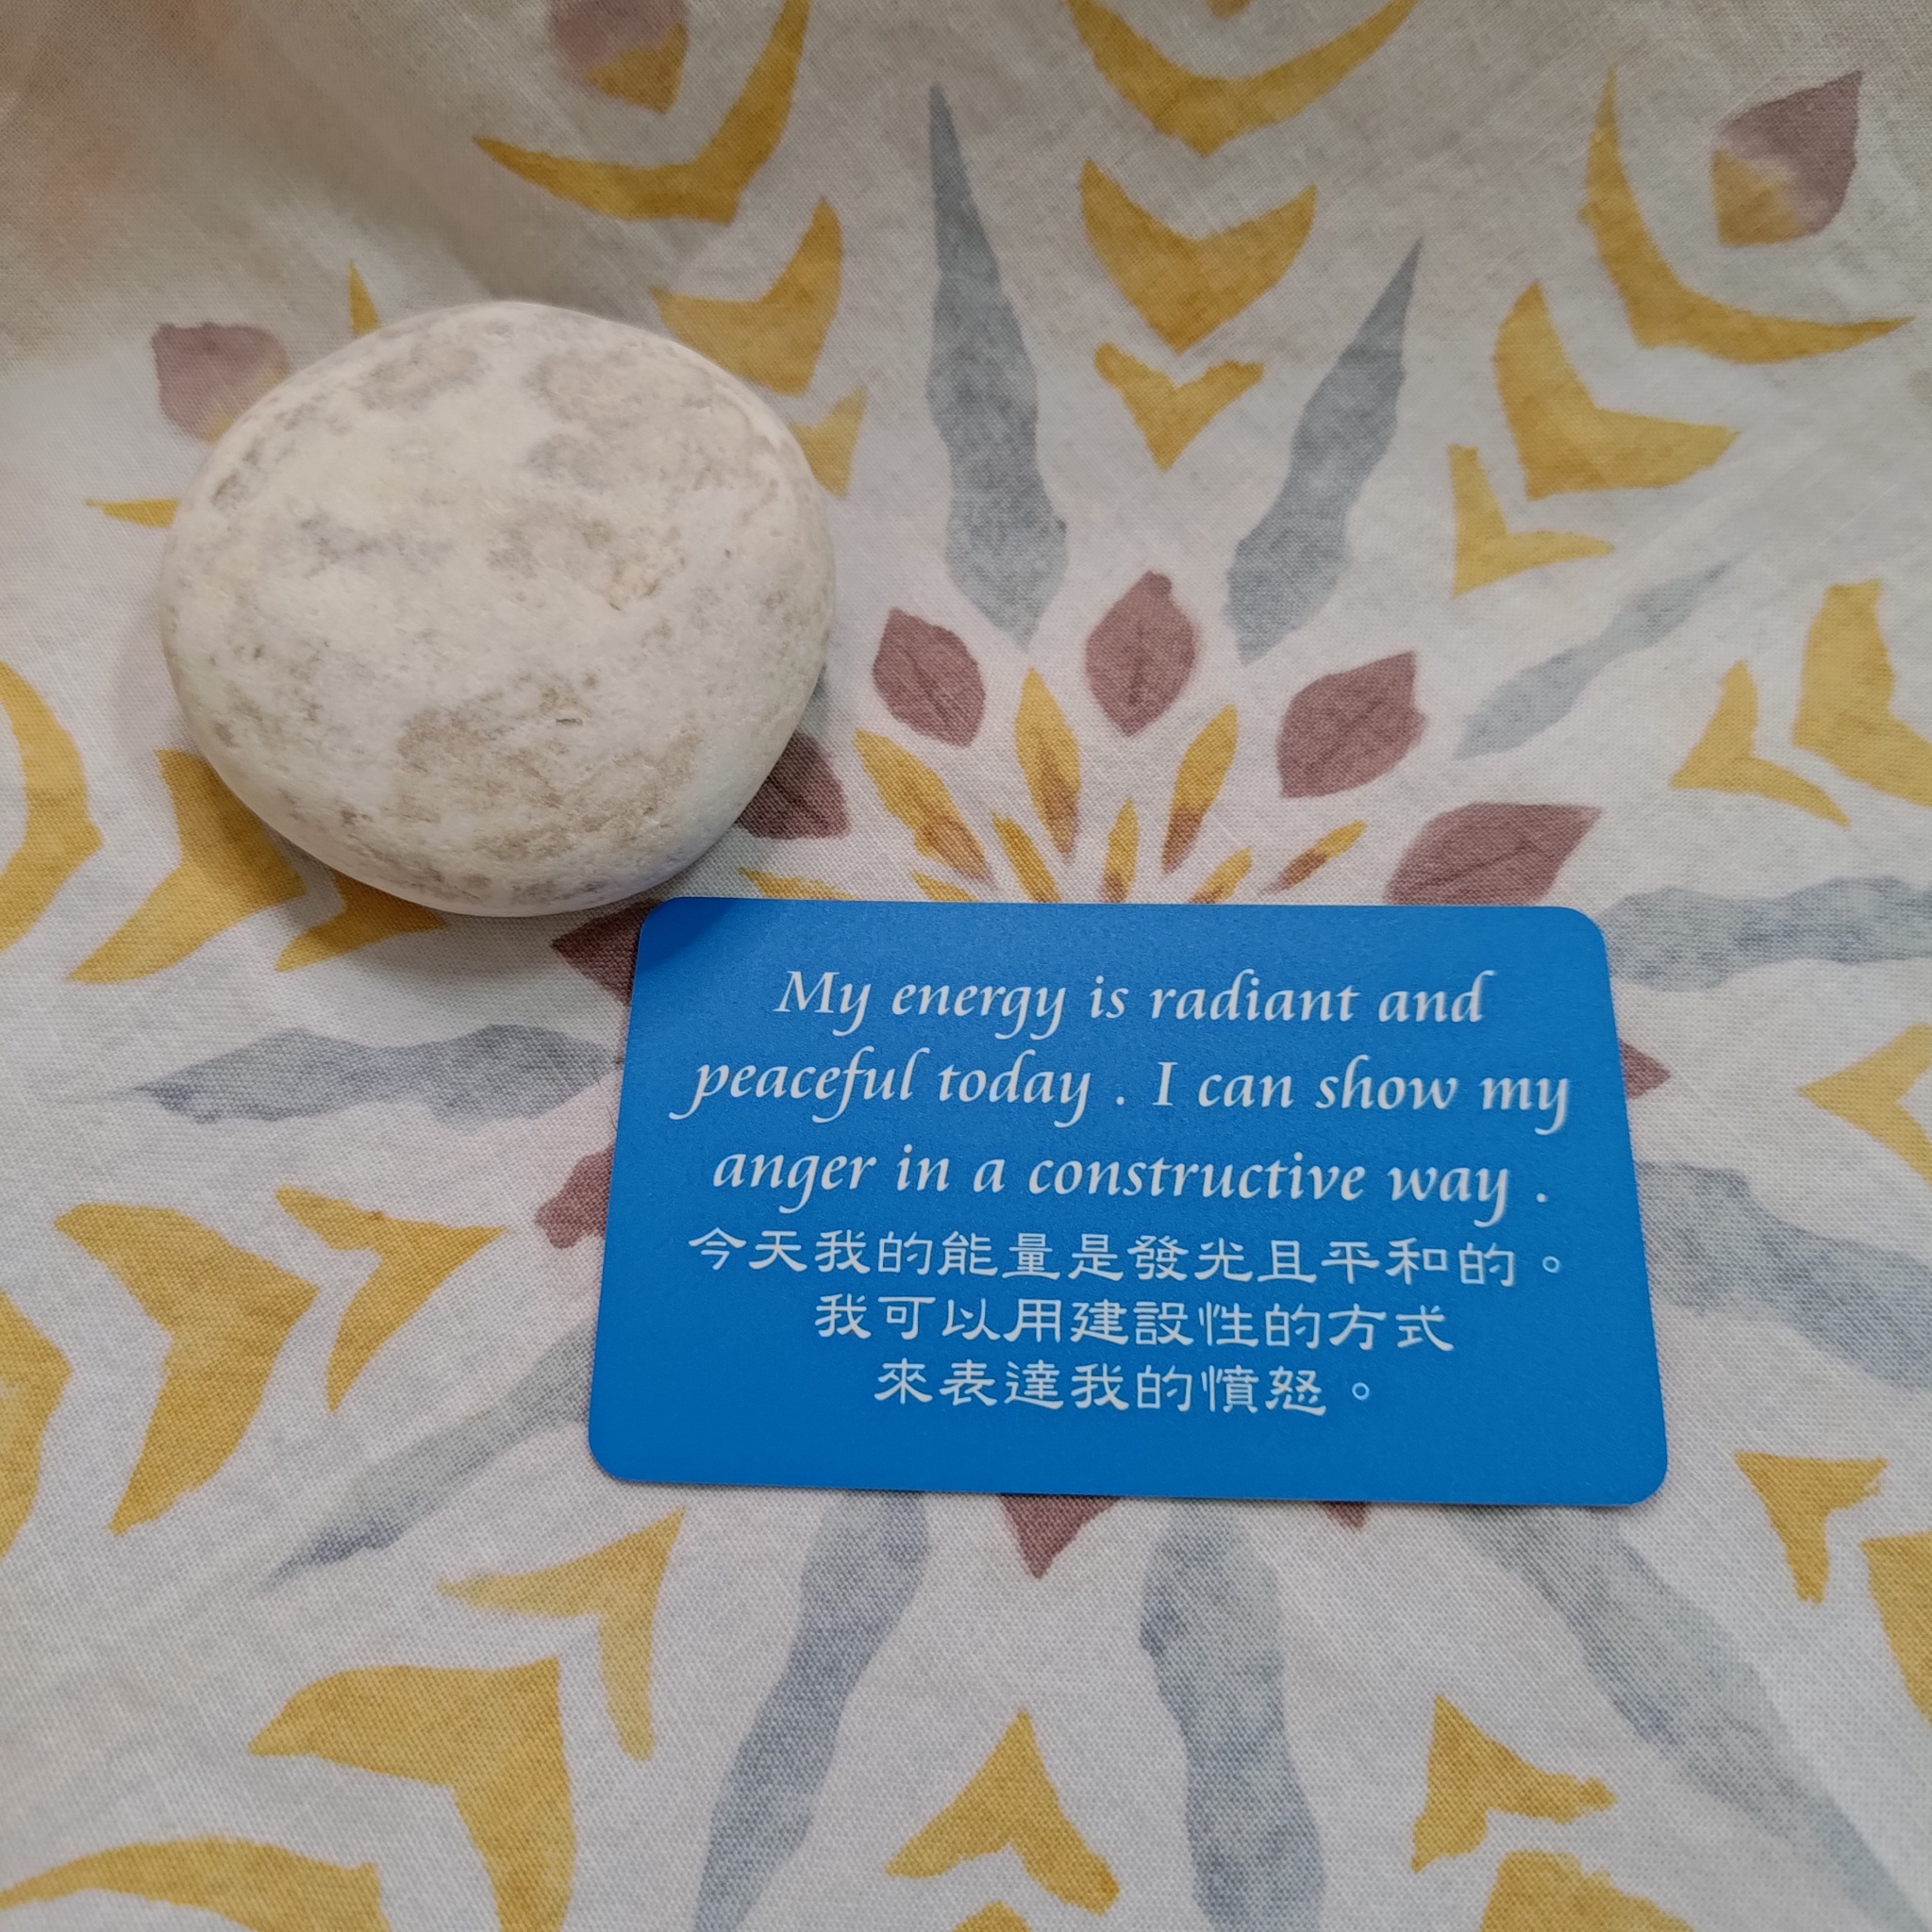 My energy is radiant and
peaceful today . I can show my
anger in a constructive way .
今天我的能量是發光且平和的。
我可以用建設性的方式
來表達我的憤怒。